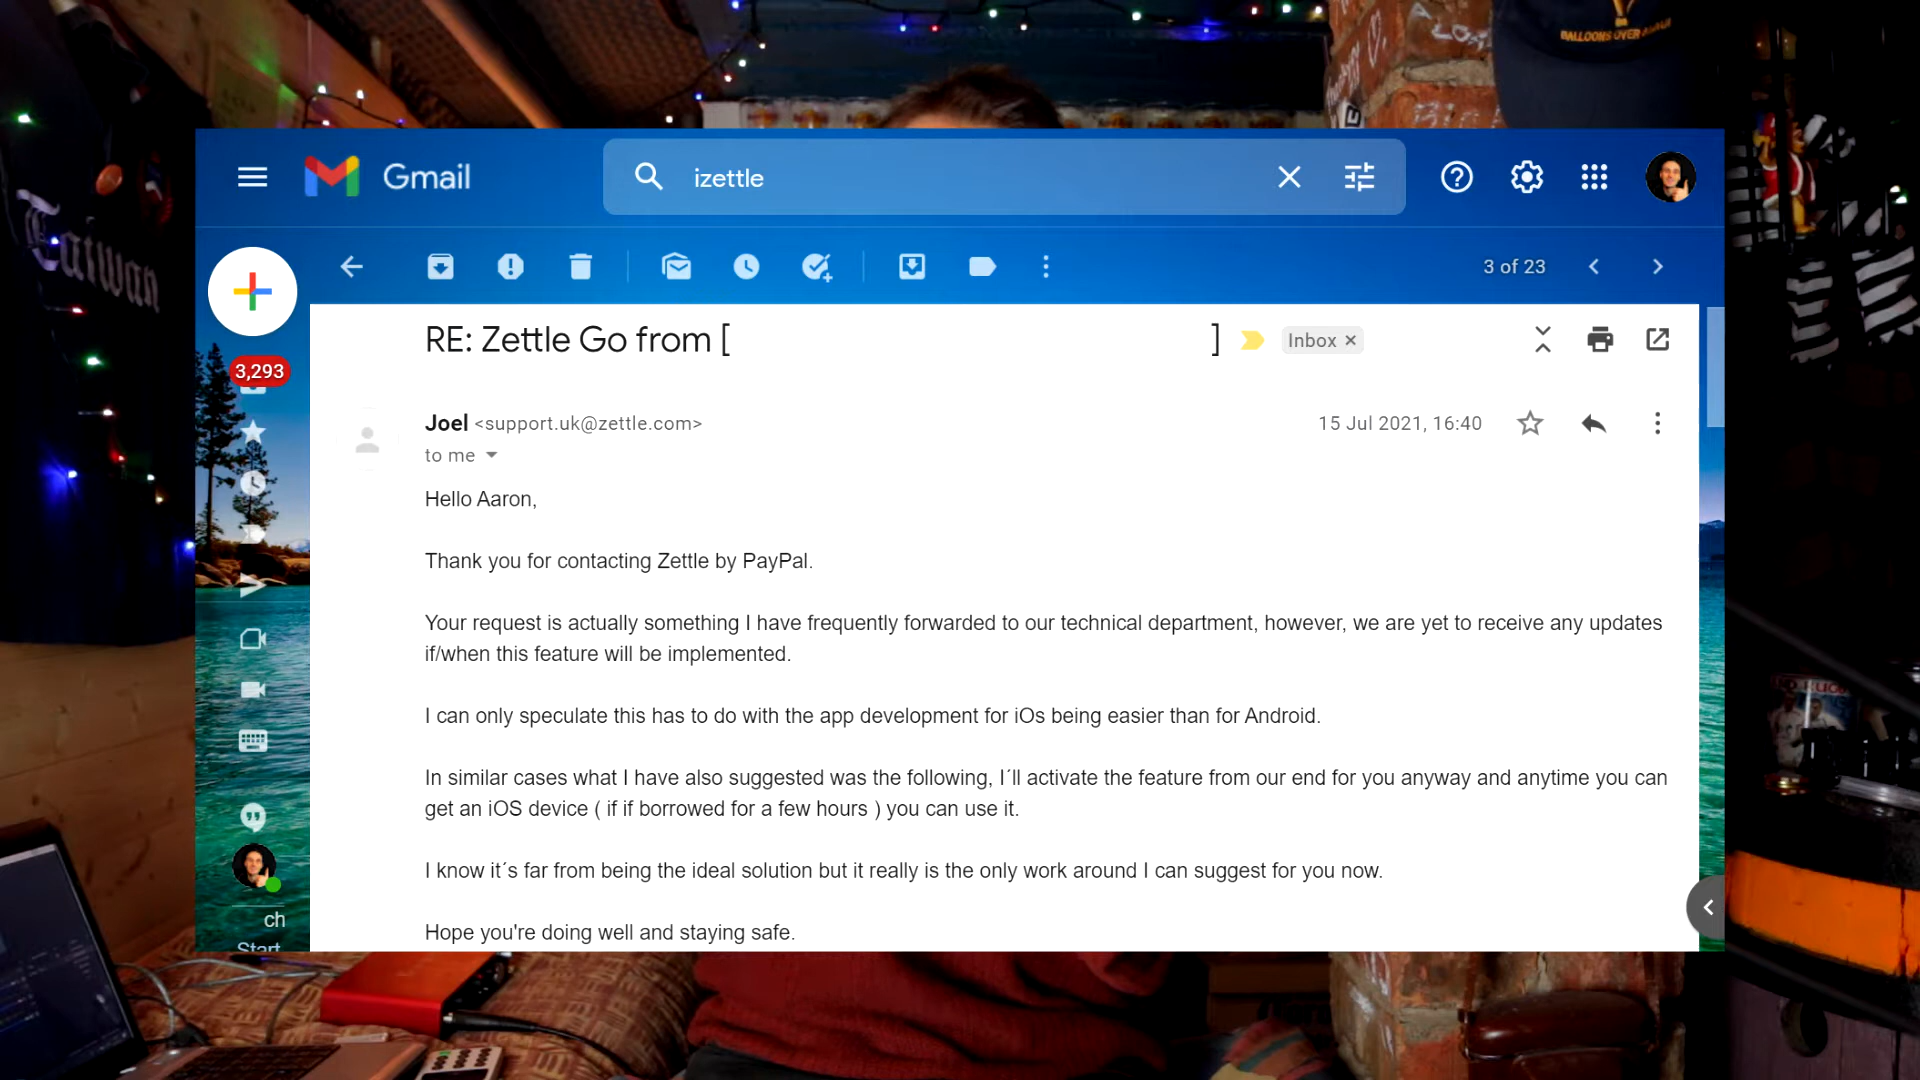 BALLOONS OVER
Taiwan
Gmail
izettle
3 of 23
RE: Zettle Go from [ ]
Inbox ×
3,293
Joel <support.uk@zettle.com>
15 Jul 2021, 16:40
to me
Hello Aaron,
Thank you for contacting Zettle by PayPal.
Your request is actually something I have frequently forwarded to our technical department, however, we are yet to receive any updates
if/when this feature will be implemented.
I can only speculate this has to do with the app development for iOs being easier than for Android.
In similar cases what I have also suggested was the following, I´ll activate the feature from our end for you anyway and anytime you can
get an iOS device ( if if borrowed for a few hours ) you can use it.
I know it´s far from being the ideal solution but it really is the only work around I can suggest for you now.
Hope you're doing well and staying safe.
ch
Start